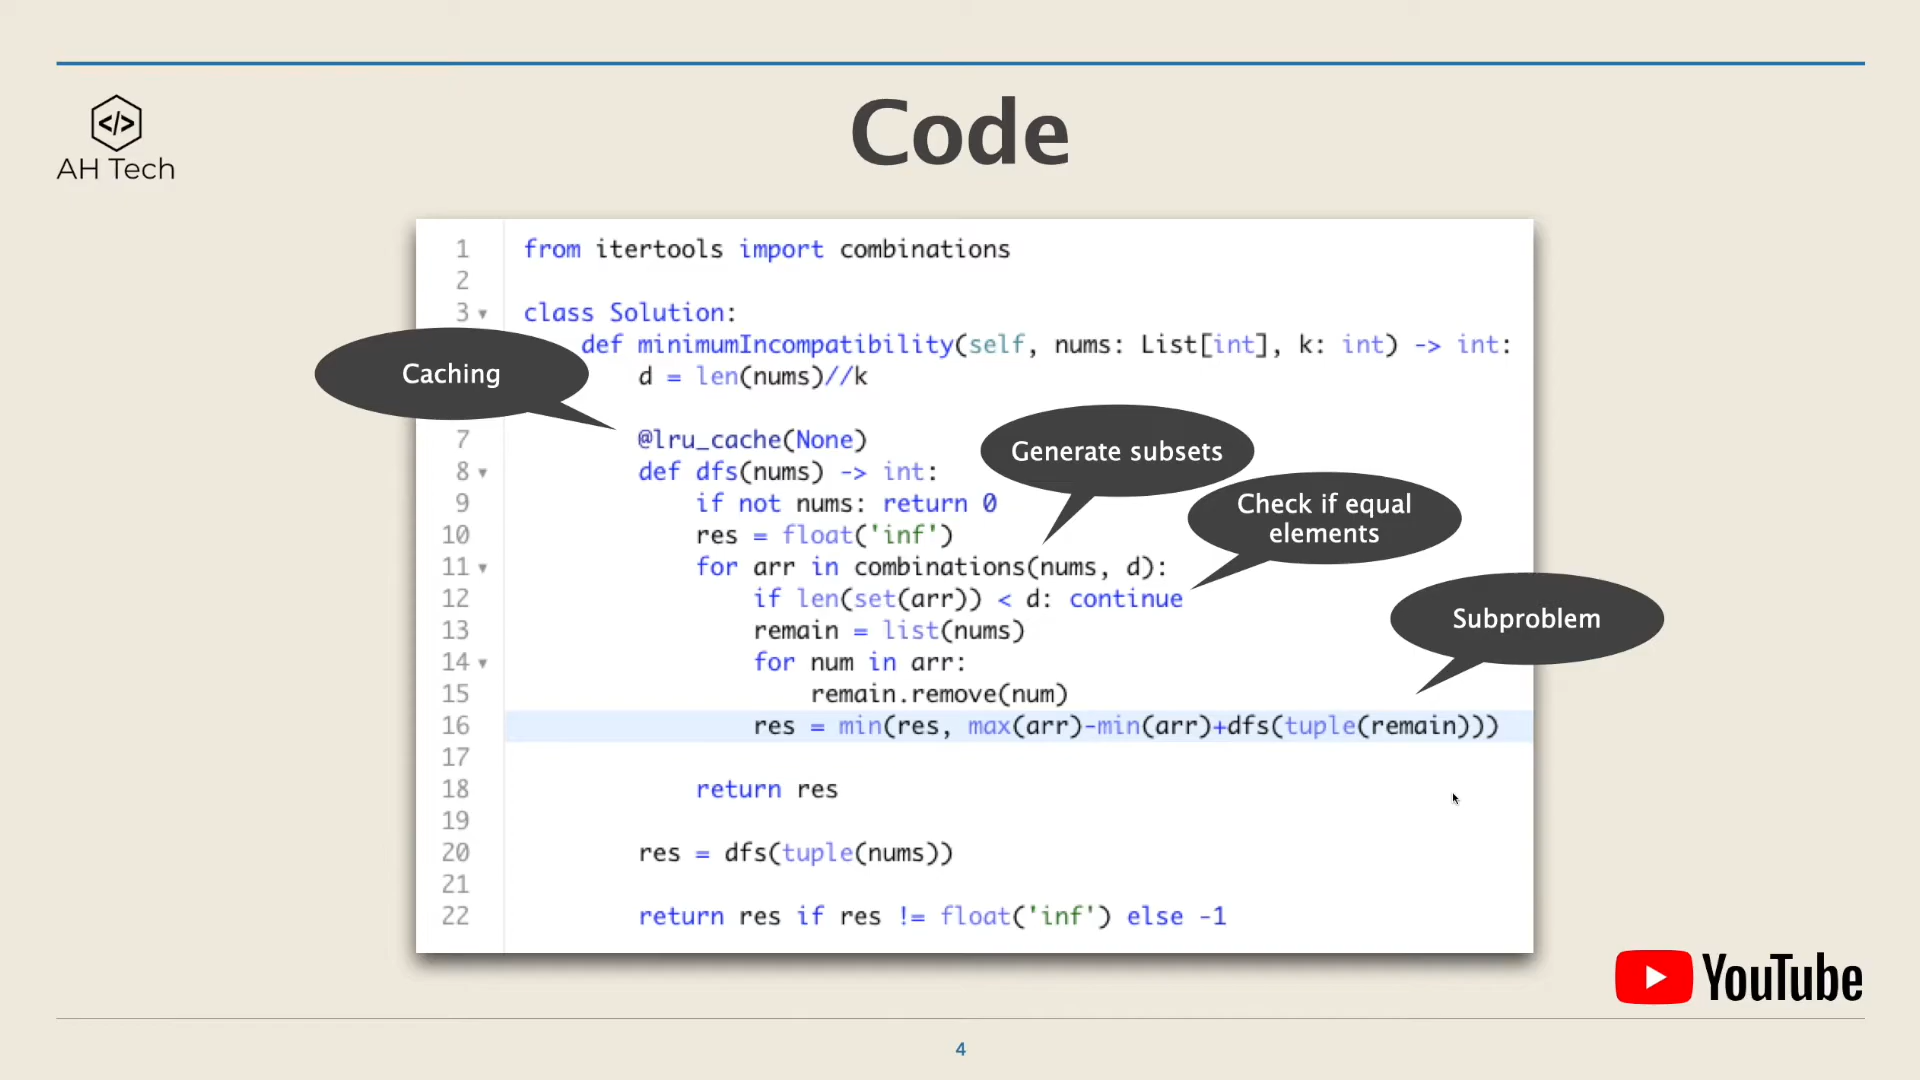 </>
AH Tech
Code
1 from itertools import combinations
2
3 class Solution:
def minimumIncompatibility(self, nums: List[int], k: int) -> int:
Caching
d = len(nums)//k
7 @lru_cache(None)
Generate subsets
8 def dfs(nums) -> int:
9 if not nums: return 0
Check if equal
elements
10 res = float('inf')
11 for arr in combinations(nums, d):
12 if len(set(arr)) < d: continue
Subproblem
13 remain = list(nums)
14 for num in arr:
15 remain.remove(num)
16 res = min(res, max(arr)-min(arr)+dfs(tuple(remain)))
17
18 return res
19
20 res = dfs(tuple(nums))
21
22 return res if res != float('inf') else -1
YouTube
4